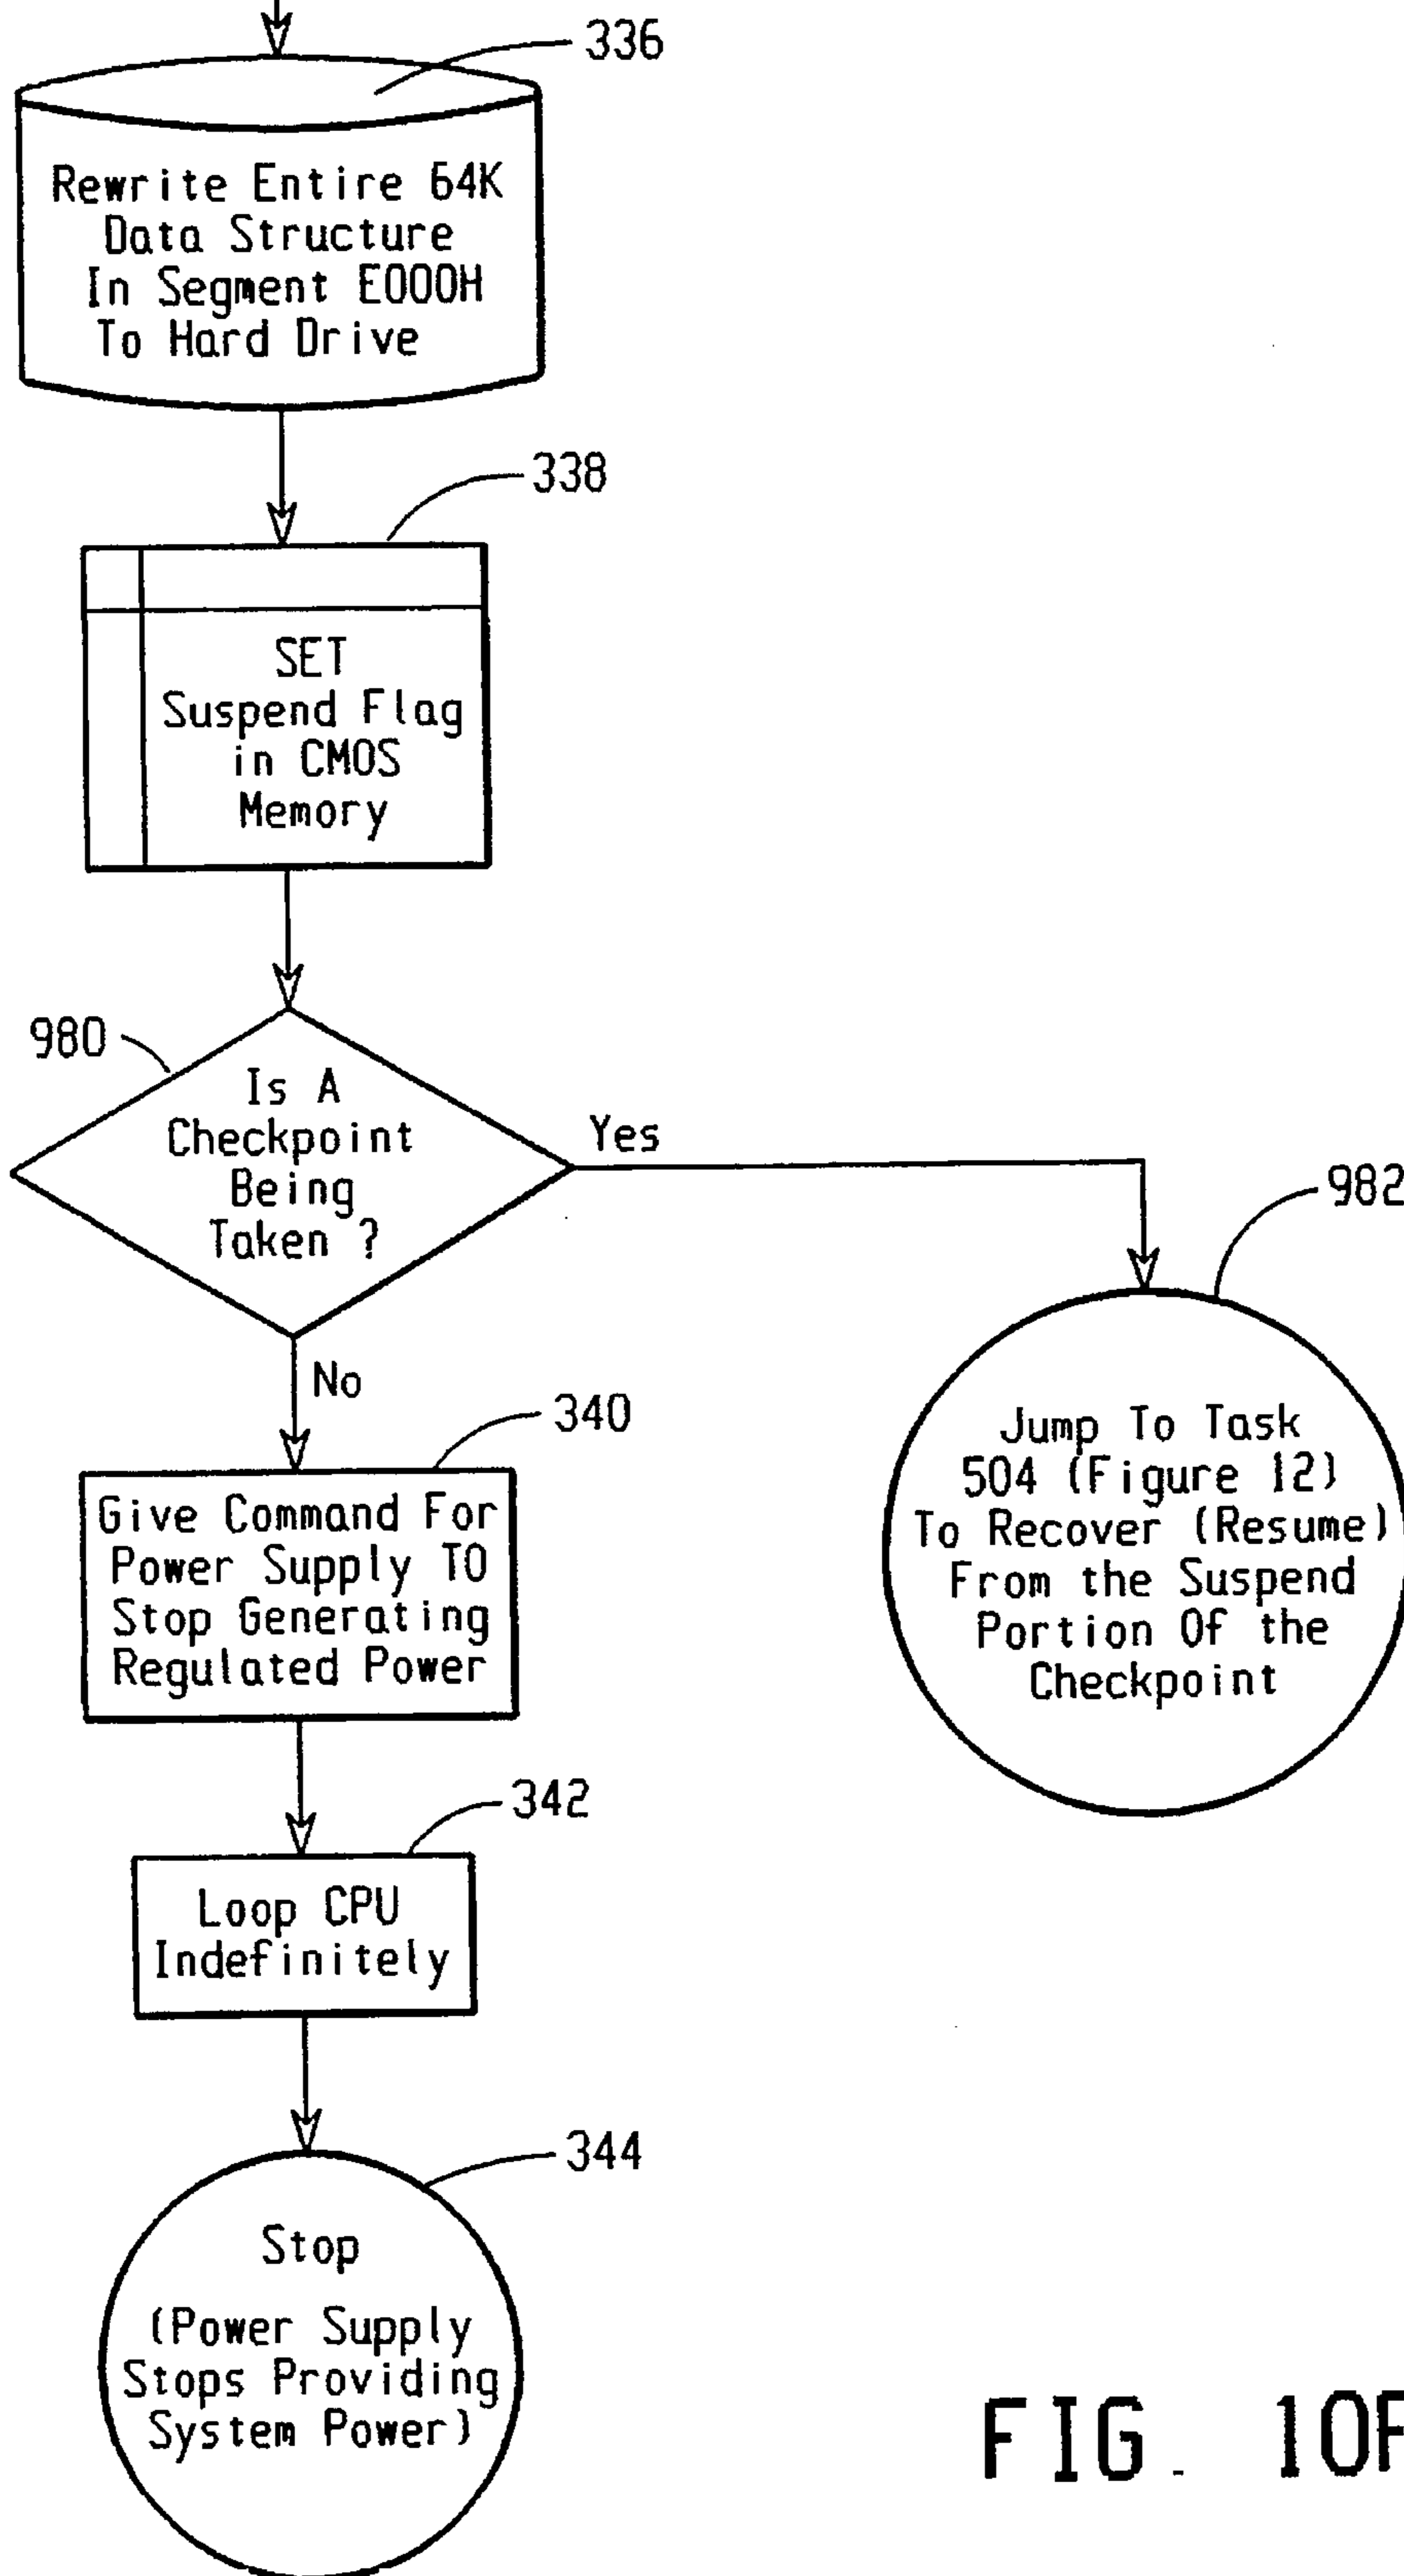 336
Rewrite Entire 64K
Data Structure
In Segment E000H
To Hard Drive
338
SET
Suspend Flag
in CMOS
Memory
980
Is A
Checkpoint
Being
Taken ?
Yes
982
No
340
Give Command For
Power Supply TO
Stop Generating
Regulated Power
Jump To Task
504 (Figure 12)
To Recover (Resume)
From the Suspend
Portion Of the
Checkpoint
342
Loop CPU
Indefinitely
344
Stop
(Power Supply
Stops Providing
System Power)
FIG.